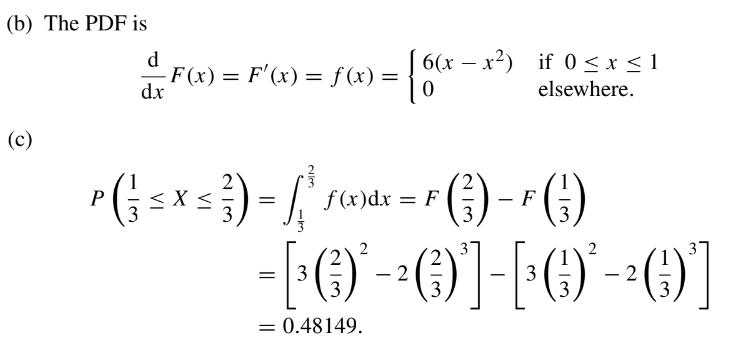 (b) The PDF is
d/dx F(x) = F′(x) = f(x) = { 6(x − x²) if 0 ≤ x ≤ 1
0 elsewhere.
(c)
P(1/3 ≤ X ≤ 2/3) = ∫_{1/3}^{2/3} f(x)dx = F(2/3) − F(1/3)
= [3(2/3)² − 2(2/3)³] − [3(1/3)² − 2(1/3)³]
= 0.48149.